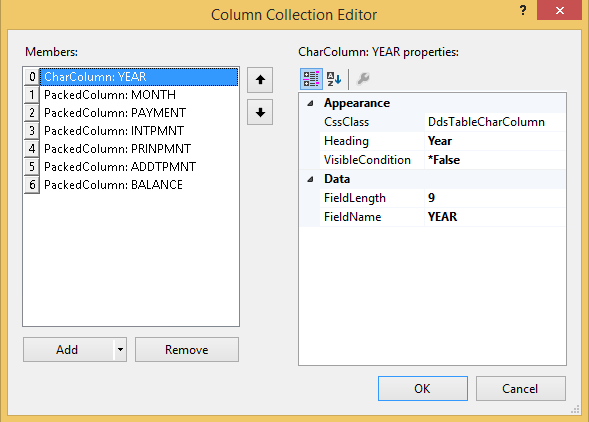 Column Collection Editor
? ×
Members:
0 CharColumn: YEAR
1 PackedColumn: MONTH
2 PackedColumn: PAYMENT
3 PackedColumn: INTPMNT
4 PackedColumn: PRINPMNT
5 PackedColumn: ADDTPMNT
6 PackedColumn: BALANCE
Add
Remove
CharColumn: YEAR properties:
A
Z
Appearance
CssClass DdsTableCharColumn
Heading Year
VisibleCondition *False
Data
FieldLength 9
FieldName YEAR
OK
Cancel